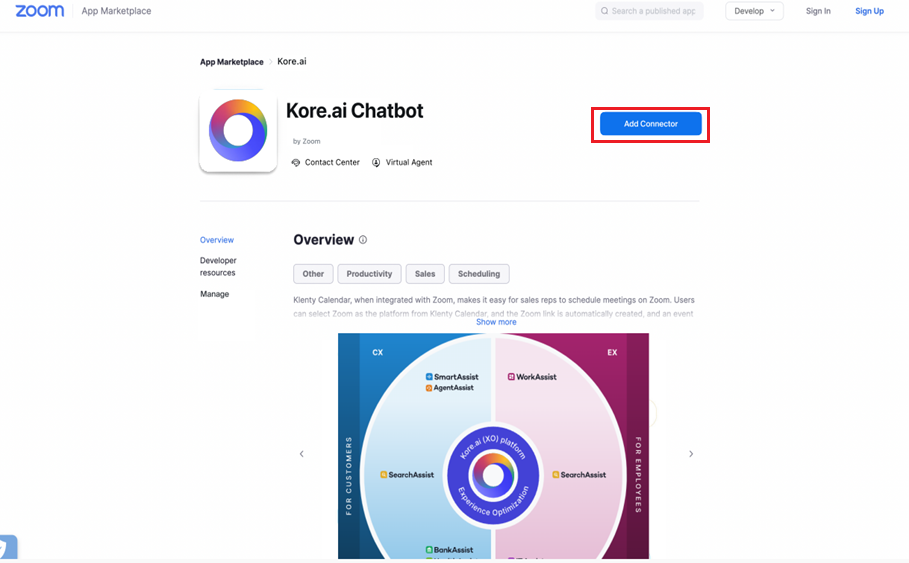 zoom App Marketplace Search a published app Develop Sign In Sign Up
App Marketplace Kore.ai
Kore.ai Chatbot
Add Connector
by Zoom
Contact Center Virtual Agent
Overview
Developer
resources
Manage
Overview
Other Productivity Sales Scheduling
Klenty Calendar, when integrated with Zoom, makes it easy for sales reps to schedule meetings on Zoom. Users
can select Zoom as the platform from Klenty Calendar, and the Zoom link is automatically created, and an event
Show more
CX EX
SmartAssist WorkAssist
AgentAssist
FOR CUSTOMERS
SearchAssist
Kore.ai (XO) platform
Experience Optimization
SearchAssist
FOR EMPLOYEES
BankAssist